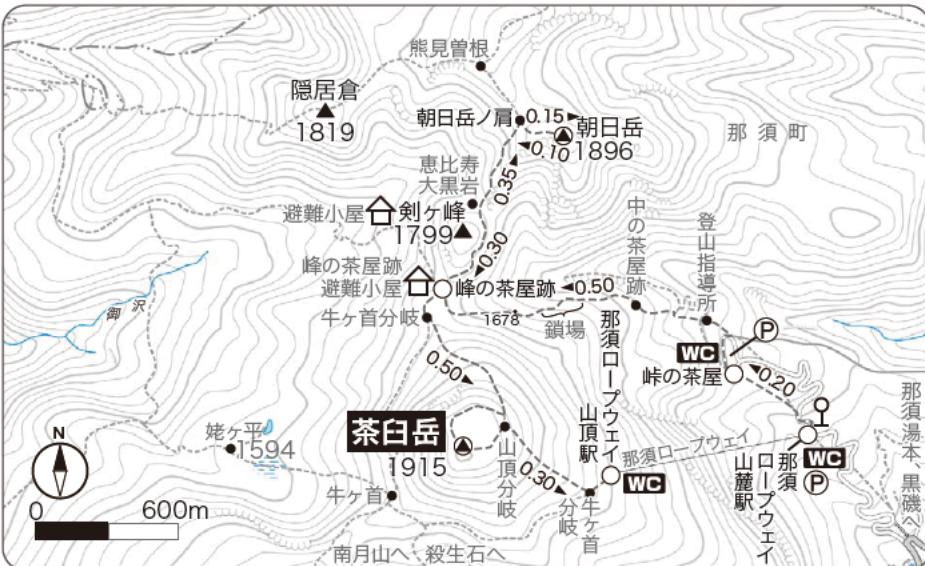 熊見曽根
隠居倉
1819
朝日岳ノ肩
0.15
朝日岳
1896
0.10
那須町
恵比寿
大黒岩
0.35
避難小屋
剣ヶ峰
1799
0.30
中の茶屋跡
登山指導所
峰の茶屋跡
避難小屋
峰の茶屋跡
0.50
御沢
牛ヶ首分岐
1678
鎖場
P
WC
峠の茶屋
0.20
0.50
那須ロープウェイ
山頂駅
茶臼岳
1915
姥ヶ平
1594
山頂分岐
0.30
那須ロープウェイ
WC
那須
ロープウェイ
山麓駅
WC
P
那須湯本、黒磯へ
N
牛ヶ首
牛ヶ首
分岐
0
600m
南月山へ
殺生石へ